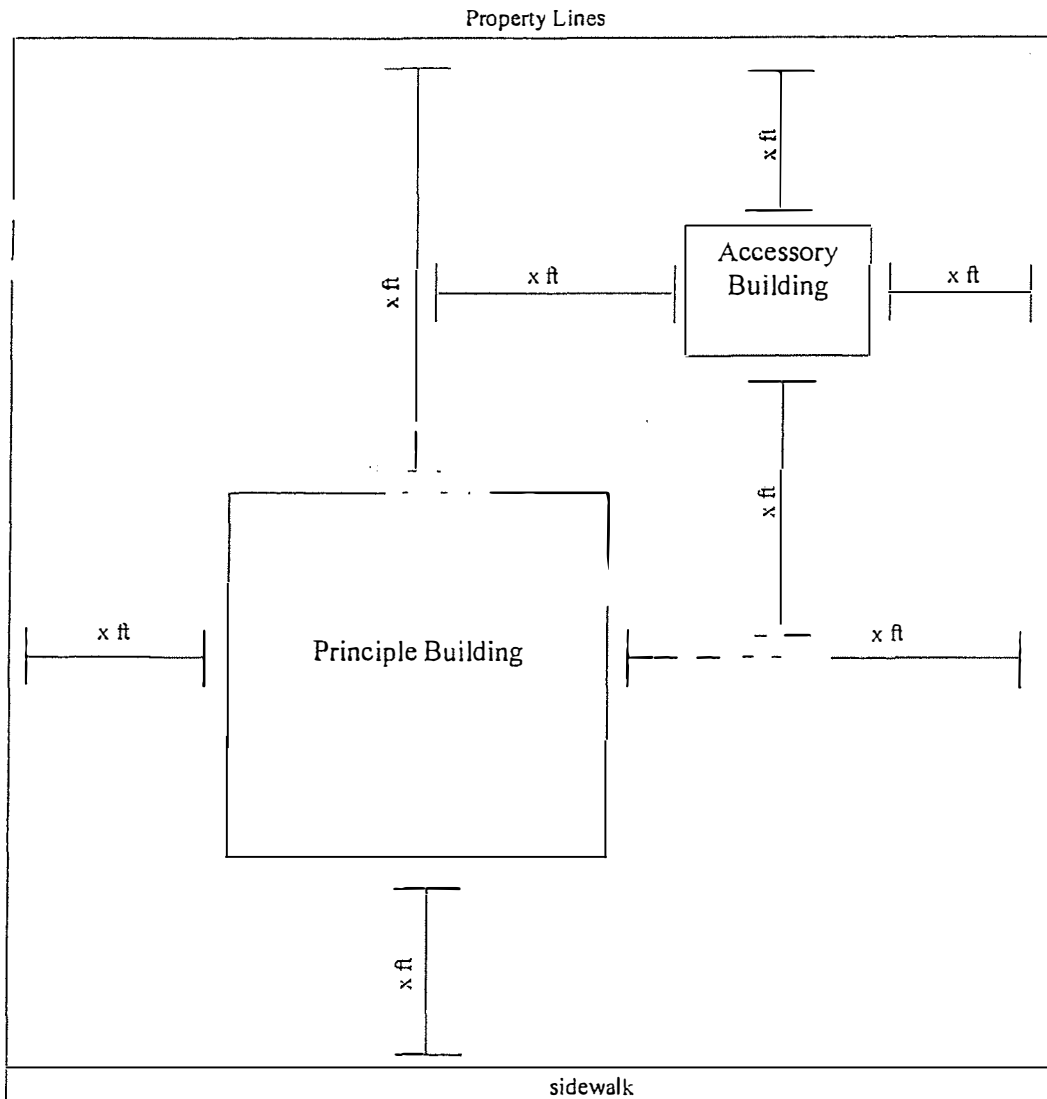 Property Lines
x ft
x ft
Accessory
Building
x ft
x ft
x ft
x ft
x ft
Principle Building
x ft
sidewalk